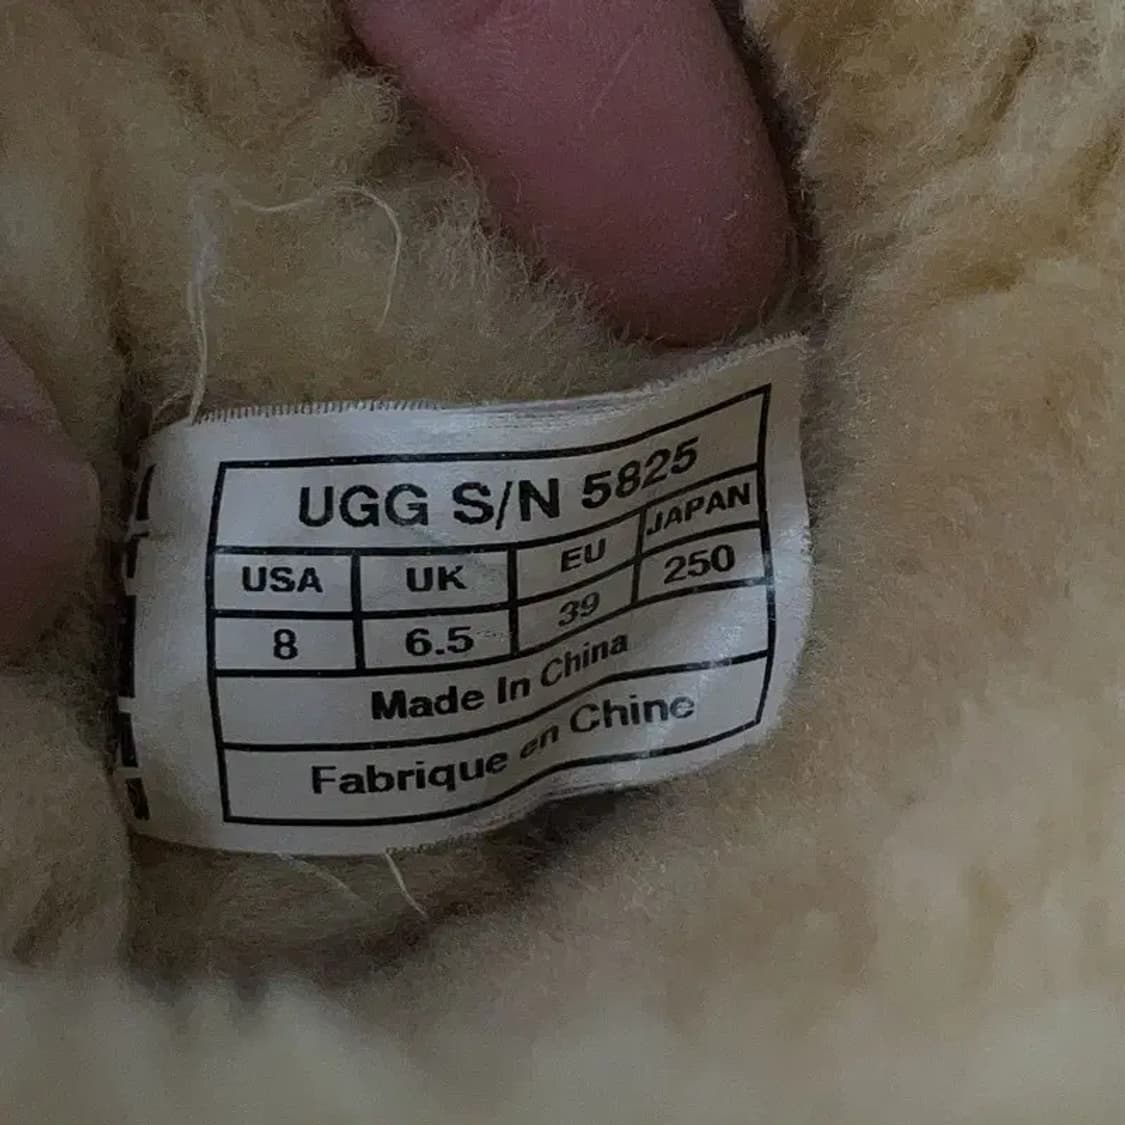 UGG S/N 5825
USA UK EU JAPAN
8 6.5 39 250
Made In China
Fabrique en Chine